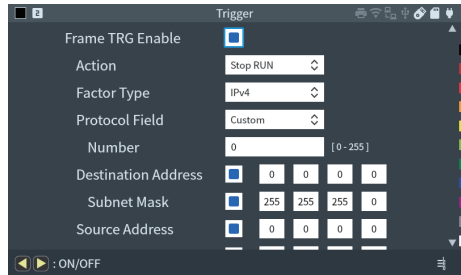 2 Trigger
Frame TRG Enable
Action Stop RUN
Factor Type IPv4
Protocol Field Custom
Number 0 [ 0 - 255 ]
Destination Address 0 0 0 0
Subnet Mask 255 255 255 0
Source Address 0 0 0 0
: ON/OFF